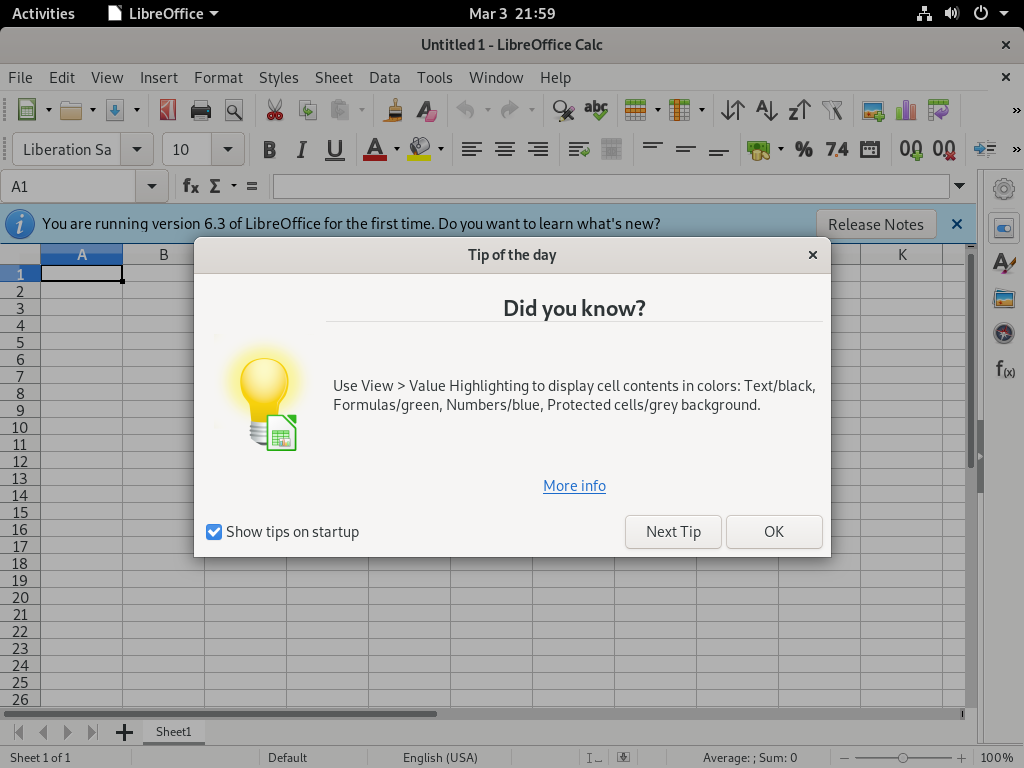 Activities LibreOffice Mar 3 21:59
Untitled 1 - LibreOffice Calc
File Edit View Insert Format Styles Sheet Data Tools Window Help
abc
Liberation Sa 10 B I U A % 7.4 00 00
A1 fx Σ =
You are running version 6.3 of LibreOffice for the first time. Do you want to learn what's new? Release Notes
A B K
Tip of the day
Did you know?
Use View > Value Highlighting to display cell contents in colors: Text/black,
Formulas/green, Numbers/blue, Protected cells/grey background.
More info
Show tips on startup Next Tip OK
1
2
3
4
5
6
7
8
9
10
11
12
13
14
15
16
17
18
19
20
21
22
23
24
25
26
Sheet1
Sheet 1 of 1 Default English (USA) Average: ; Sum: 0 100%